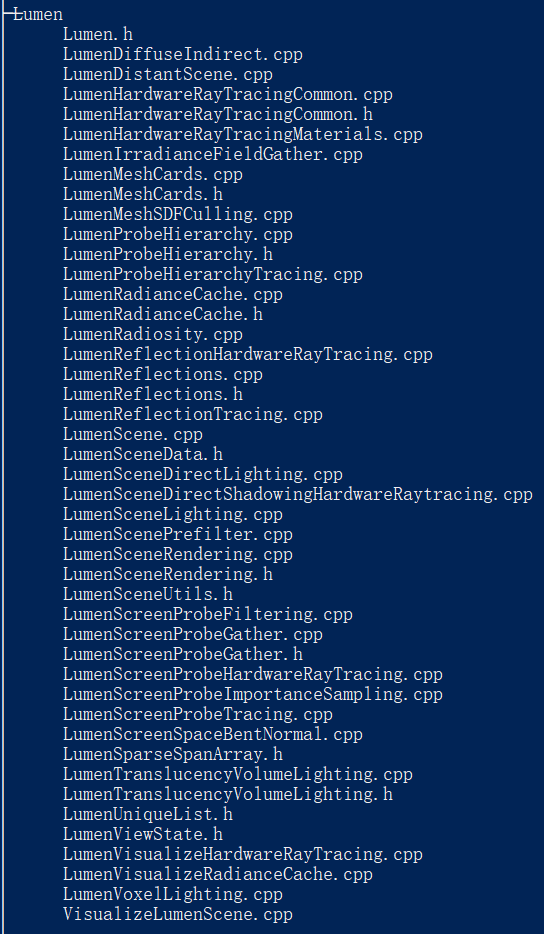 Lumen
Lumen.h
LumenDiffuseIndirect.cpp
LumenDistantScene.cpp
LumenHardwareRayTracingCommon.cpp
LumenHardwareRayTracingCommon.h
LumenHardwareRayTracingMaterials.cpp
LumenIrradianceFieldGather.cpp
LumenMeshCards.cpp
LumenMeshCards.h
LumenMeshSDFCulling.cpp
LumenProbeHierarchy.cpp
LumenProbeHierarchy.h
LumenProbeHierarchyTracing.cpp
LumenRadianceCache.cpp
LumenRadianceCache.h
LumenRadiosity.cpp
LumenReflectionHardwareRayTracing.cpp
LumenReflections.cpp
LumenReflections.h
LumenReflectionTracing.cpp
LumenScene.cpp
LumenSceneData.h
LumenSceneDirectLighting.cpp
LumenSceneDirectShadowingHardwareRaytracing.cpp
LumenSceneLighting.cpp
LumenScenePrefilter.cpp
LumenSceneRendering.cpp
LumenSceneRendering.h
LumenSceneUtils.h
LumenScreenProbeFiltering.cpp
LumenScreenProbeGather.cpp
LumenScreenProbeGather.h
LumenScreenProbeHardwareRayTracing.cpp
LumenScreenProbeImportanceSampling.cpp
LumenScreenProbeTracing.cpp
LumenScreenSpaceBentNormal.cpp
LumenSparseSpanArray.h
LumenTranslucencyVolumeLighting.cpp
LumenTranslucencyVolumeLighting.h
LumenUniqueList.h
LumenViewState.h
LumenVisualizeHardwareRayTracing.cpp
LumenVisualizeRadianceCache.cpp
LumenVoxelLighting.cpp
VisualizeLumenScene.cpp